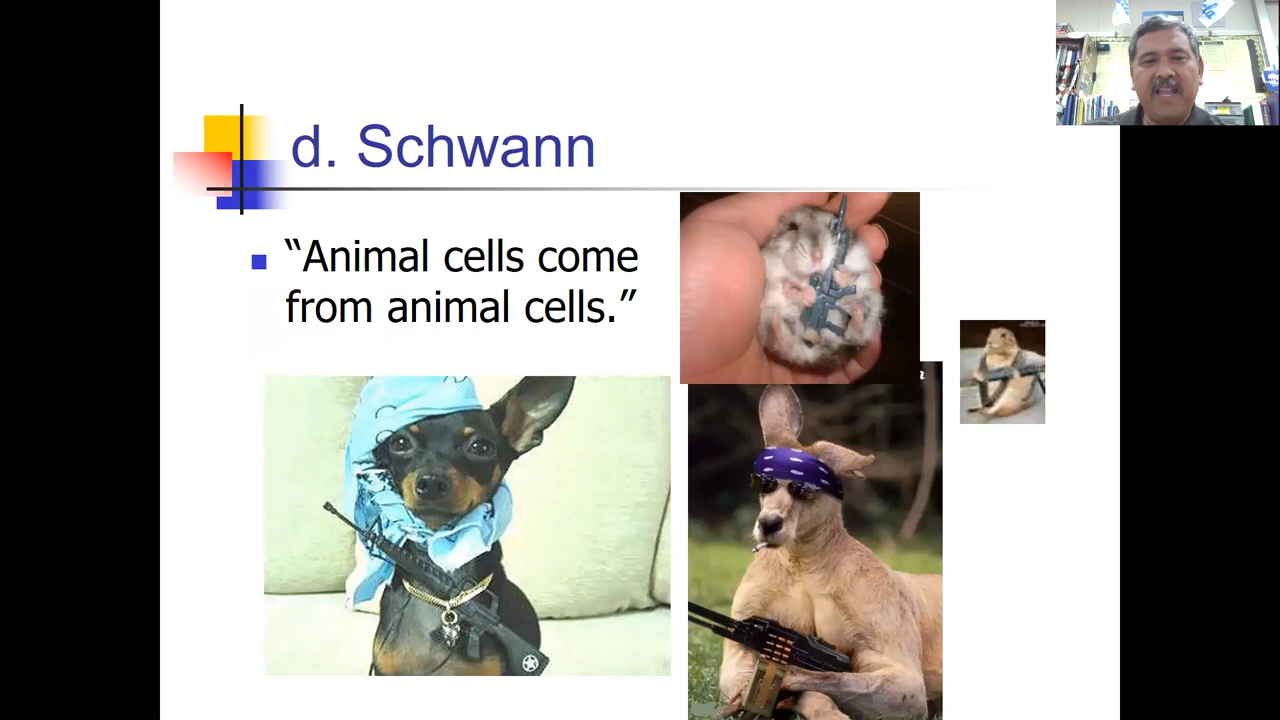 d. Schwann
“Animal cells come
from animal cells.”